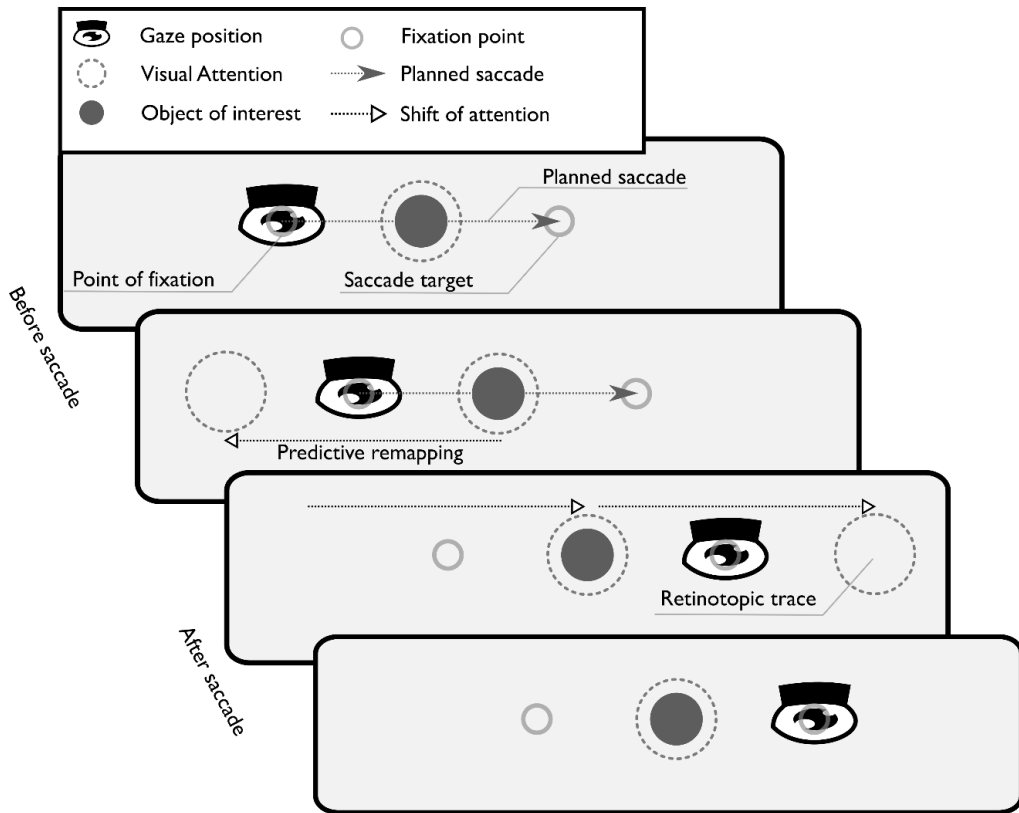 Gaze position
Fixation point
Visual Attention
Planned saccade
Object of interest
Shift of attention
Planned saccade
Point of fixation
Saccade target
Before saccade
Predictive remapping
Retinotopic trace
After saccade